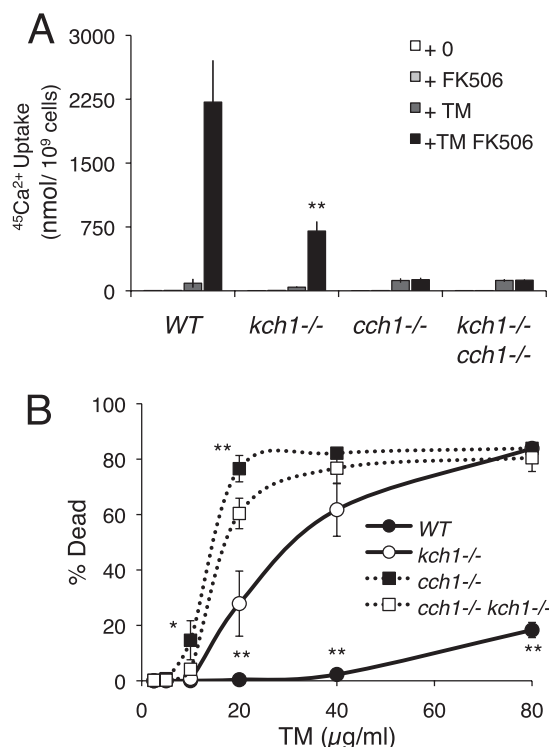 A
3000
2250
1500
750
0
⁴⁵Ca²⁺ Uptake
(nmol/ 10⁹ cells)
+ 0
+ FK506
+ TM
+TM FK506
**
WT
kch1-/-
cch1-/-
kch1-/-
cch1-/-
B
100
80
60
40
20
0
% Dead
**
*
**
**
**
WT
kch1-/-
cch1-/-
cch1-/- kch1-/-
0
20
40
60
80
TM (µg/ml)